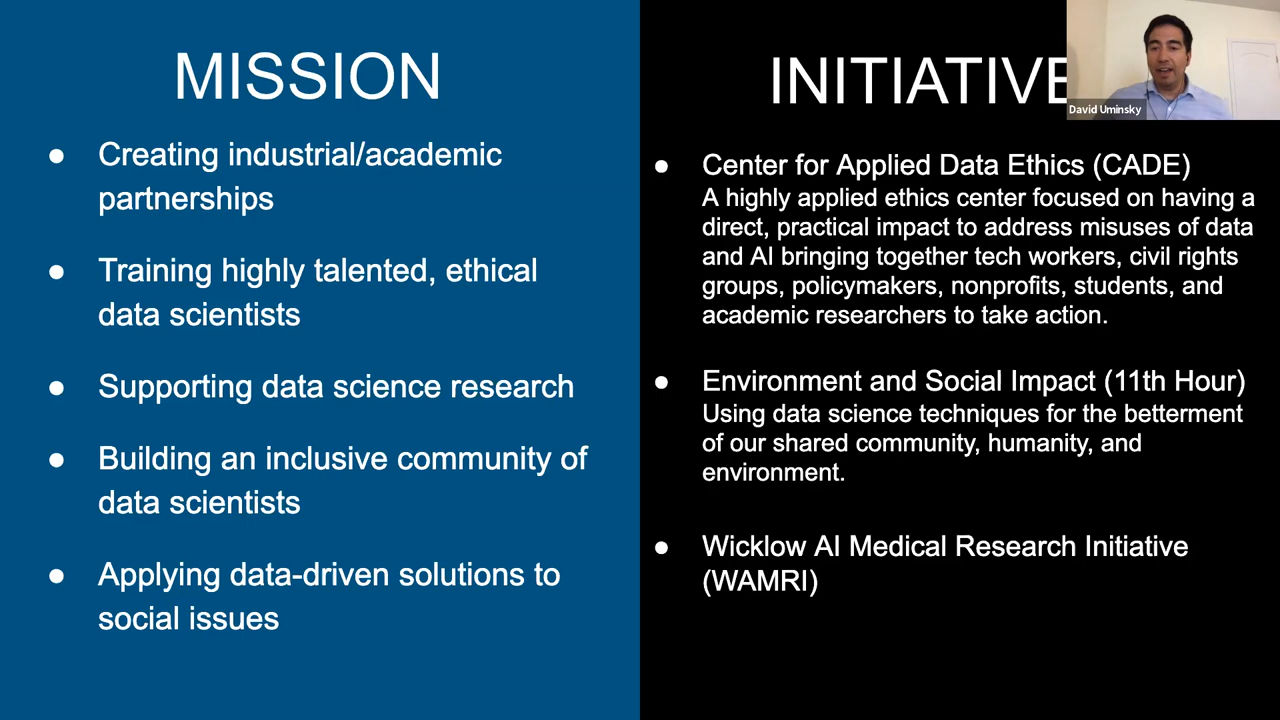 MISSION
● Creating industrial/academic
partnerships
● Training highly talented, ethical
data scientists
● Supporting data science research
● Building an inclusive community of
data scientists
● Applying data-driven solutions to
social issues
INITIATIVE
David Uminsky
● Center for Applied Data Ethics (CADE)
A highly applied ethics center focused on having a
direct, practical impact to address misuses of data
and AI bringing together tech workers, civil rights
groups, policymakers, nonprofits, students, and
academic researchers to take action.
● Environment and Social Impact (11th Hour)
Using data science techniques for the betterment
of our shared community, humanity, and
environment.
● Wicklow AI Medical Research Initiative
(WAMRI)